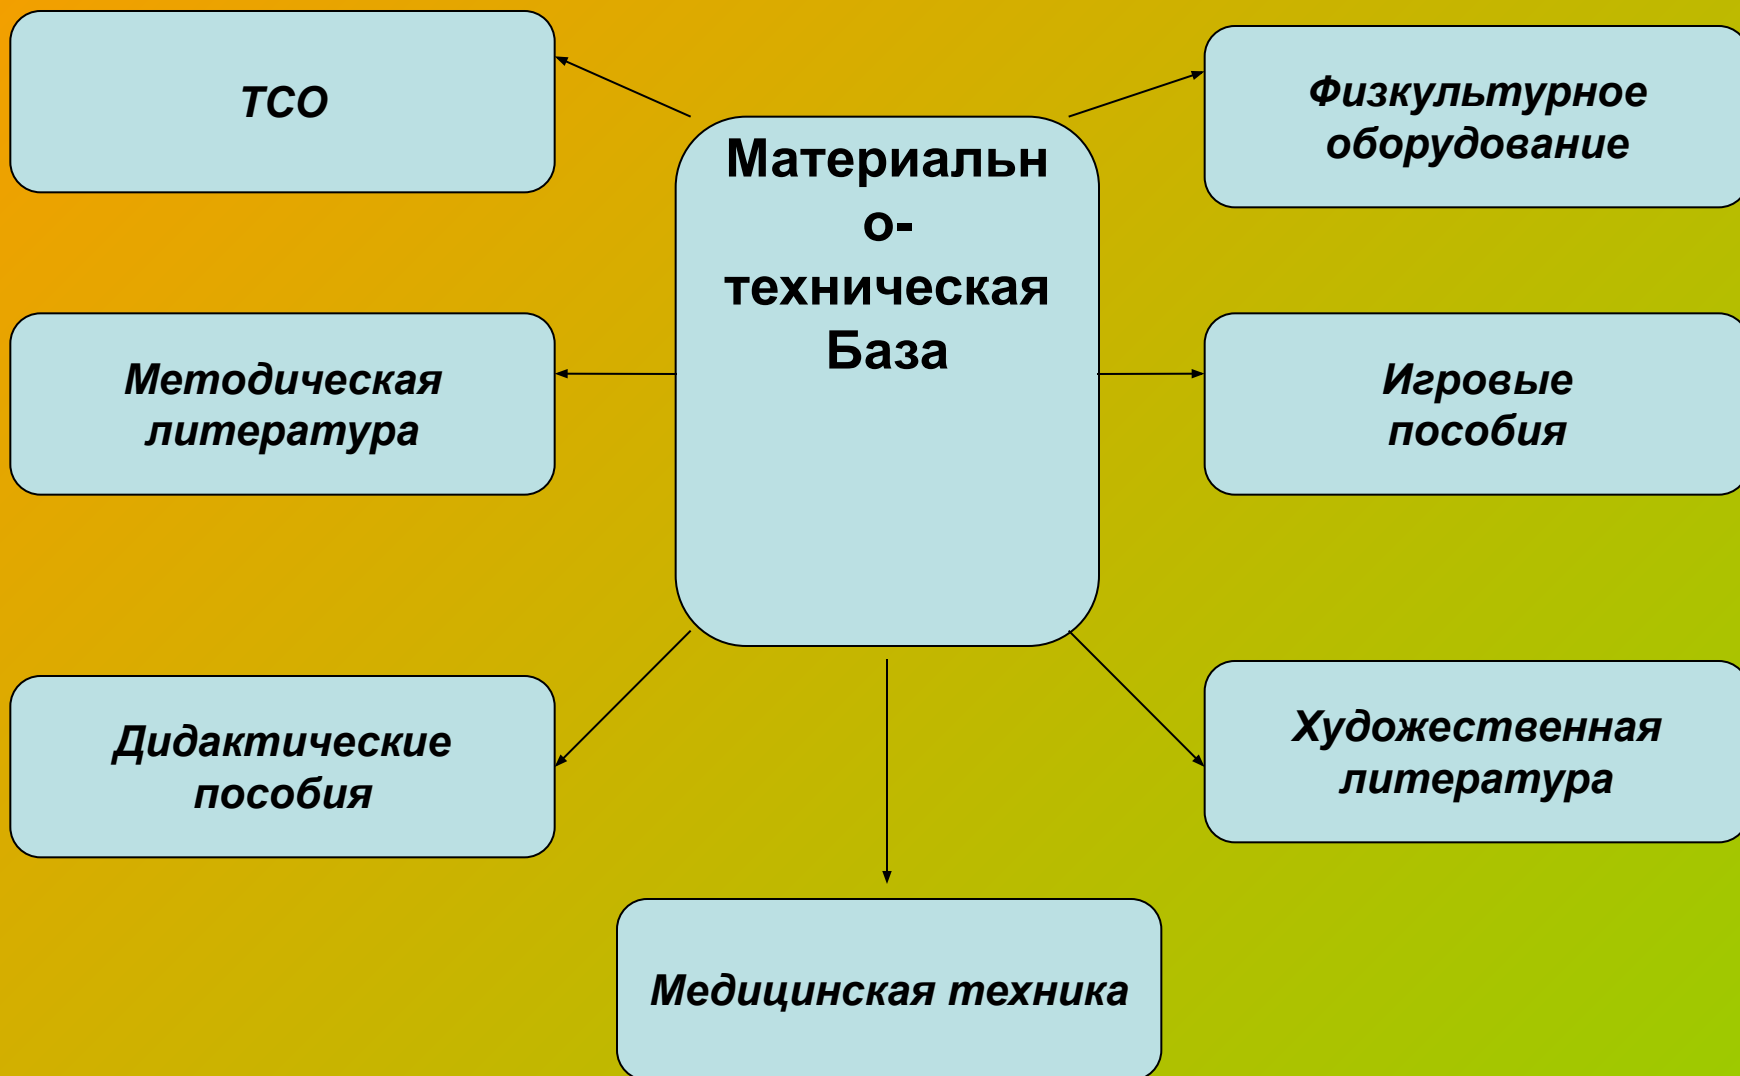 ТСО
Физкультурное
оборудование
Материальн
о-
техническая
База
Методическая
литература
Игровые
пособия
Дидактические
пособия
Художественная
литература
Медицинская техника